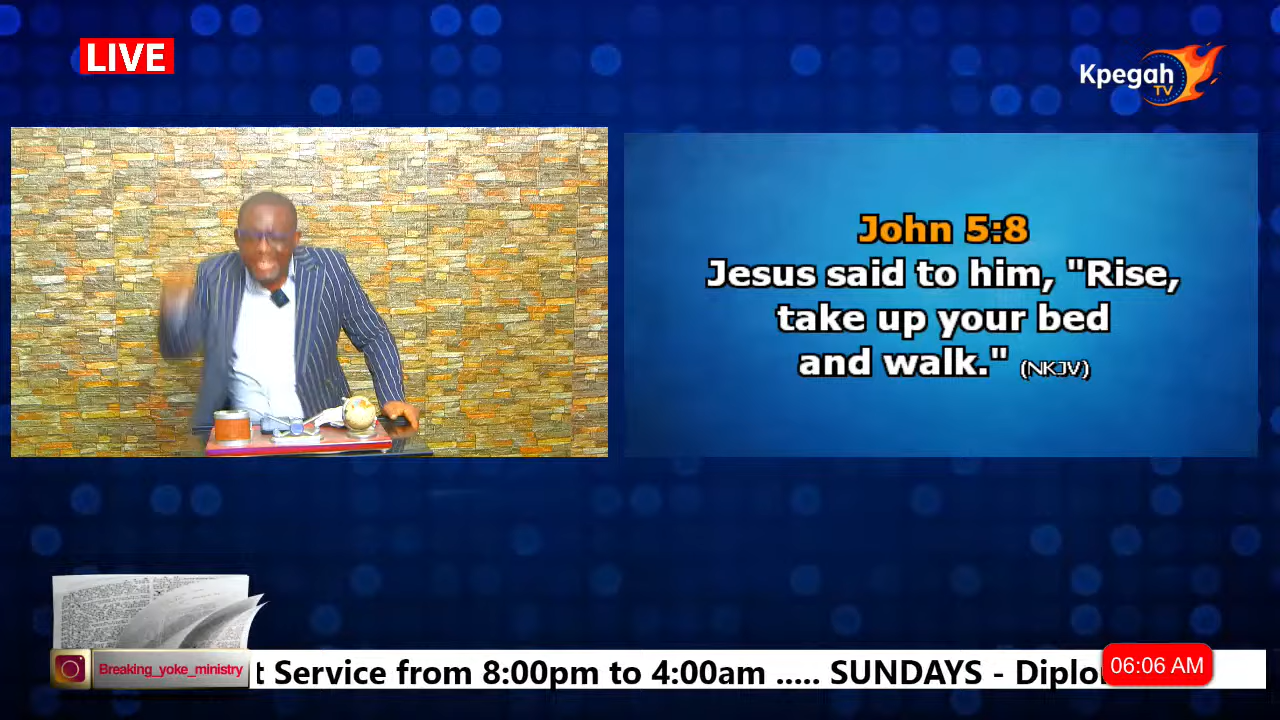 LIVE
Kpegah
TV
John 5:8
Jesus said to him, "Rise,
take up your bed
and walk." (NKJV)
Breaking_yoke_ministry
t Service from 8:00pm to 4:00am ..... SUNDAYS - Diplo
06:06 AM